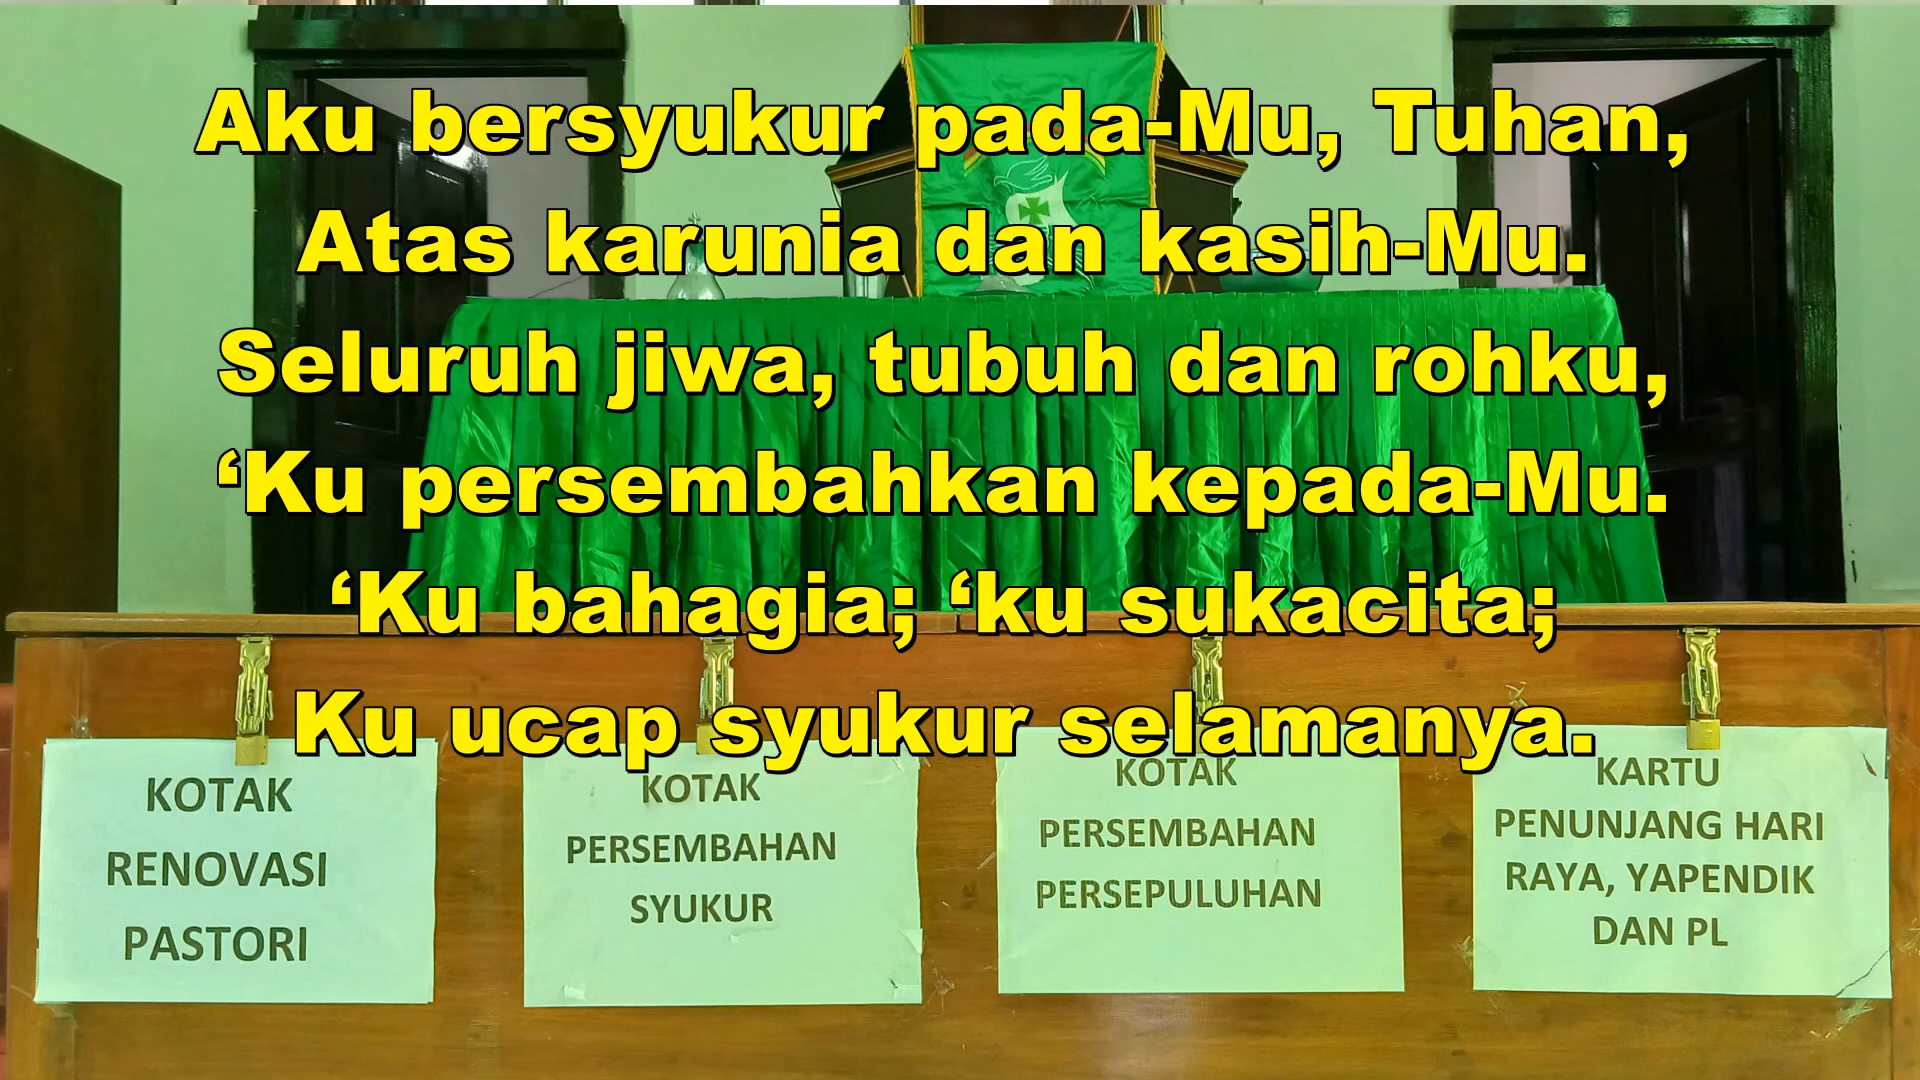 Aku bersyukur pada-Mu, Tuhan,
Atas karunia dan kasih-Mu.
Seluruh jiwa, tubuh dan rohku,
‘Ku persembahkan kepada-Mu.
‘Ku bahagia; ‘ku sukacita;
Ku ucap syukur selamanya.
KOTAK
RENOVASI
PASTORI
KOTAK
PERSEMBAHAN
SYUKUR
KOTAK
PERSEMBAHAN
PERSEPULUHAN
KARTU
PENUNJANG HARI
RAYA, YAPENDIK
DAN PL